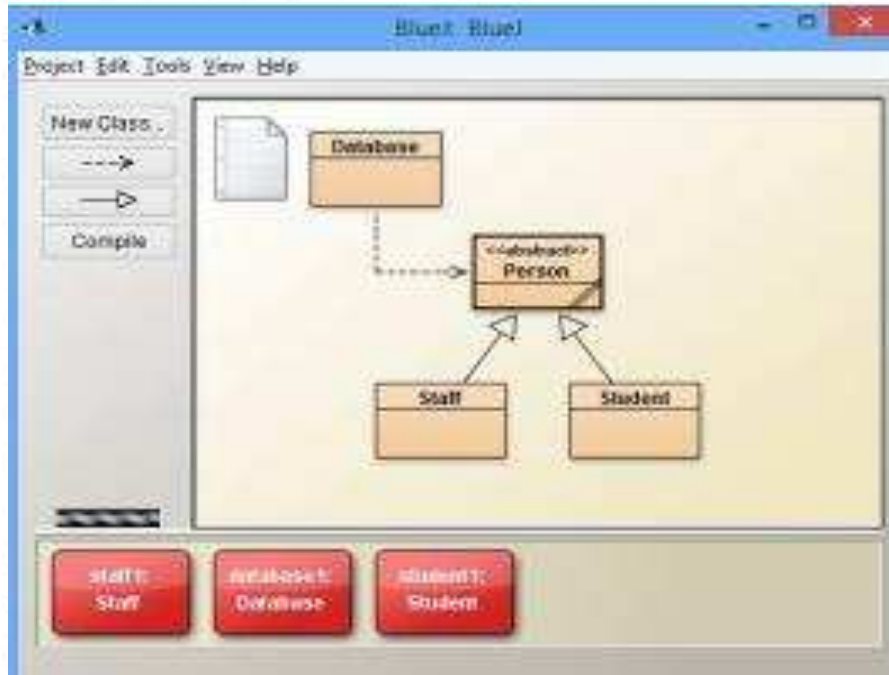 BlueJ: BlueJ
Project Edit Tools View Help
New Class...
Compile
Database
<<abstract>>
Person
Staff
Student
staff1:
Staff
database1:
Database
student1:
Student